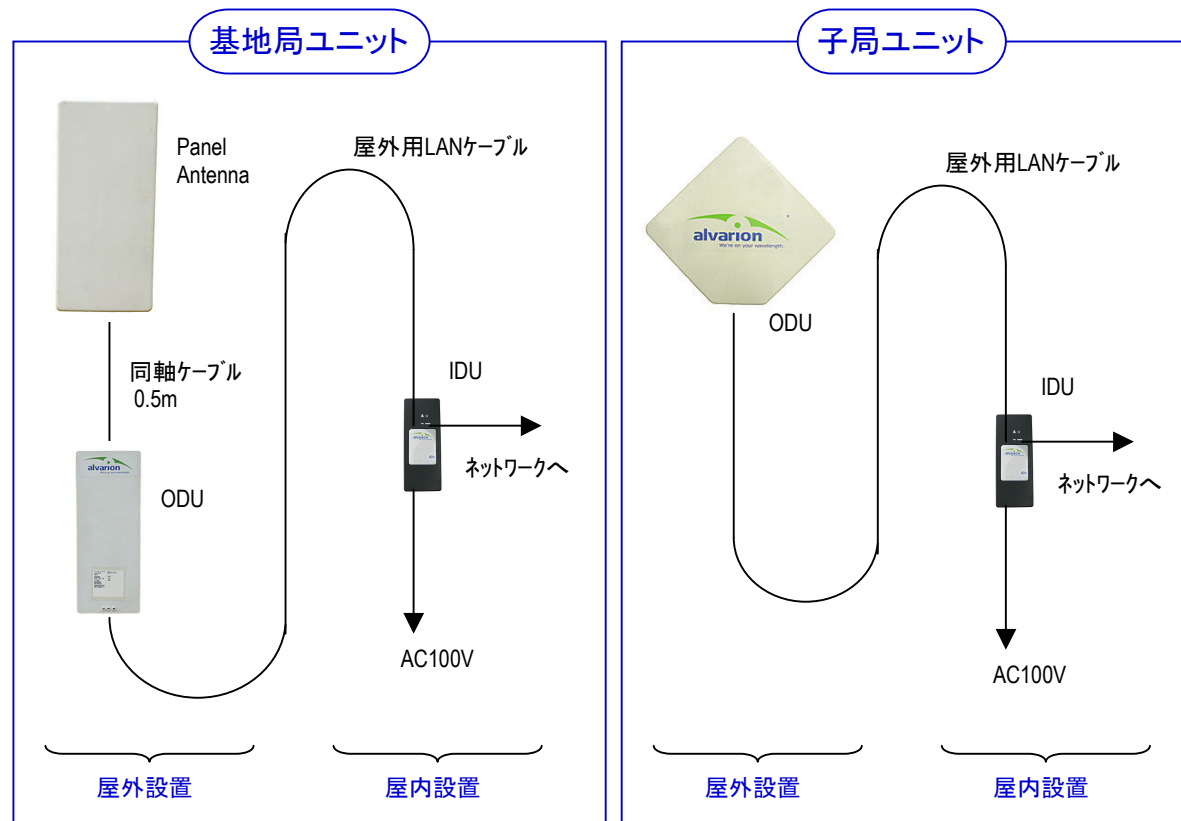 基地局ユニット
Panel
Antenna
屋外用LANケーブル
同軸ケーブル
0.5m
alvarion
ODU
IDU
ネットワークへ
AC100V
屋外設置
屋内設置
子局ユニット
屋外用LANケーブル
alvarion
We're on your wavelength.
ODU
IDU
ネットワークへ
AC100V
屋外設置
屋内設置